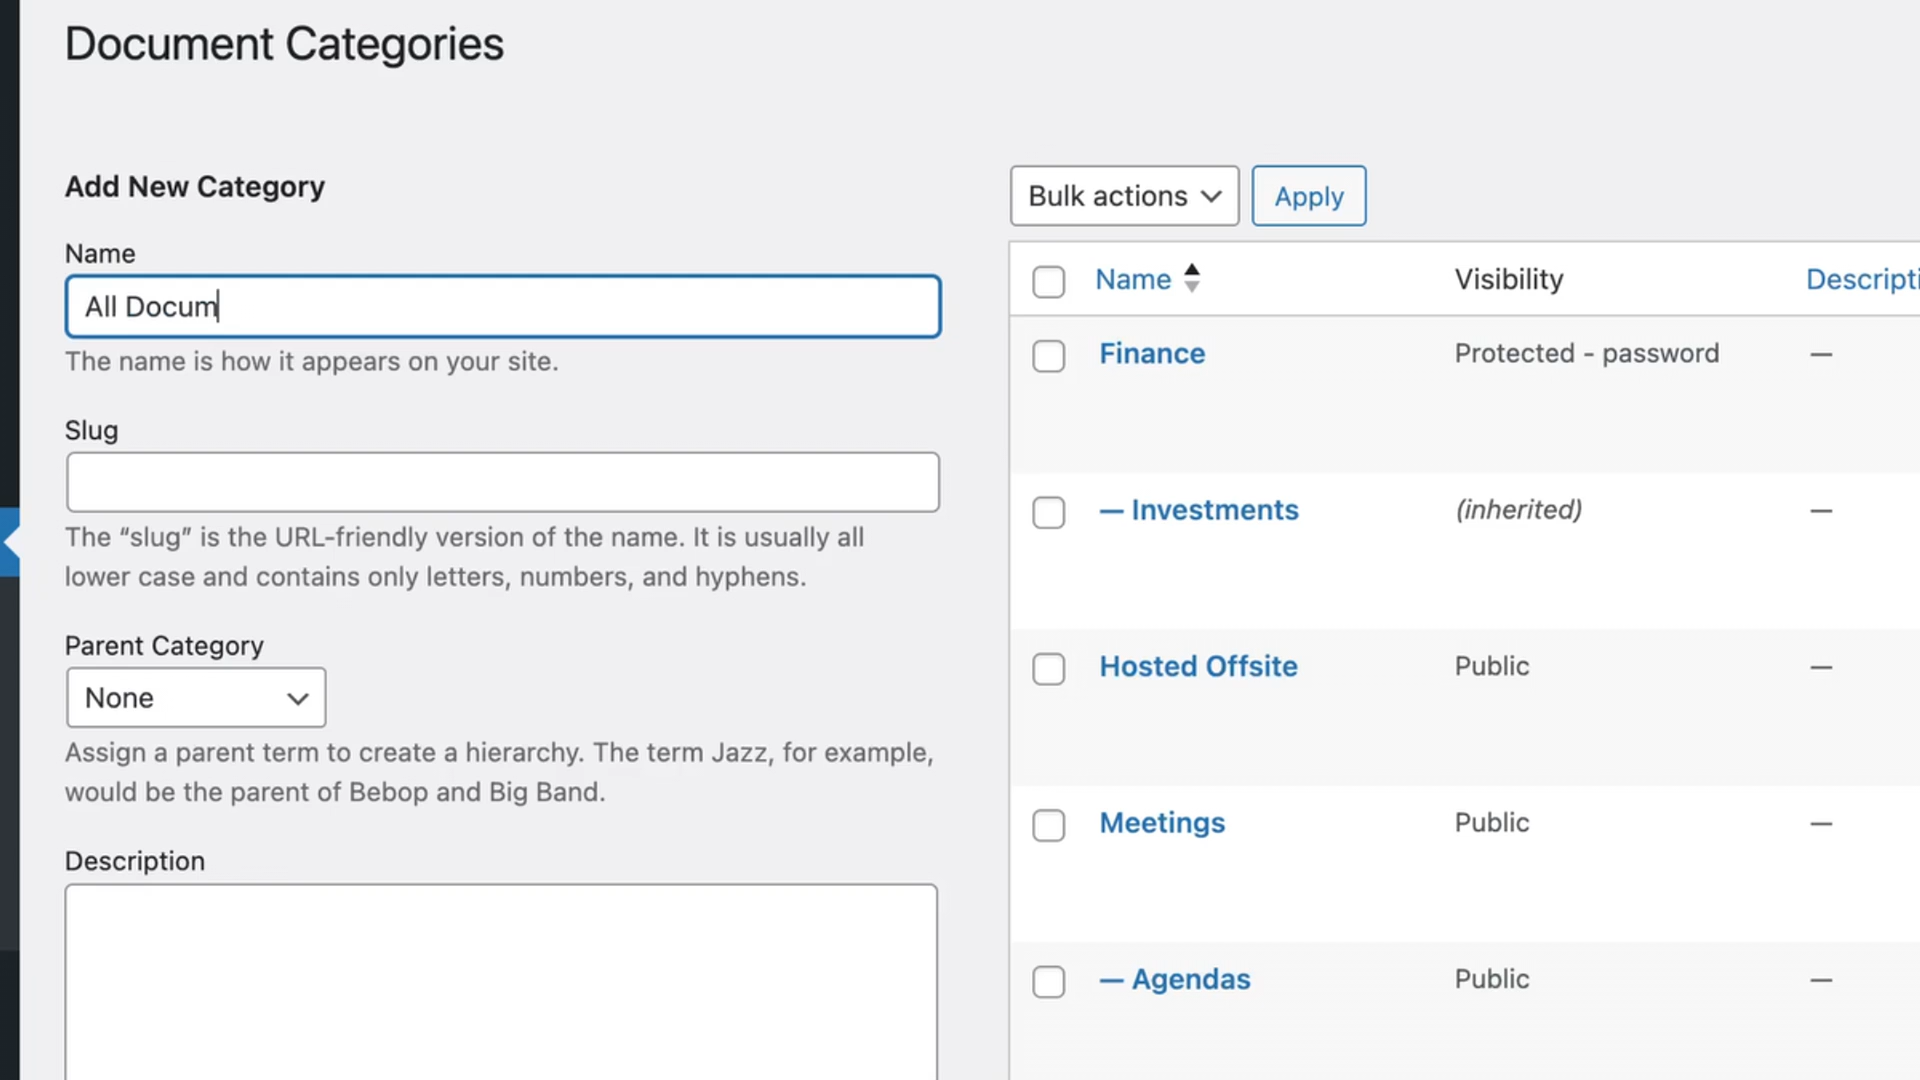 Document Categories
Add New Category
Name
All Docum
The name is how it appears on your site.
Slug
The “slug” is the URL-friendly version of the name. It is usually all
lower case and contains only letters, numbers, and hyphens.
Parent Category
None
Assign a parent term to create a hierarchy. The term Jazz, for example,
would be the parent of Bebop and Big Band.
Description
Bulk actions Apply
Name Visibility Descripti
Finance Protected - password —
— Investments (inherited) —
Hosted Offsite Public —
Meetings Public —
— Agendas Public —